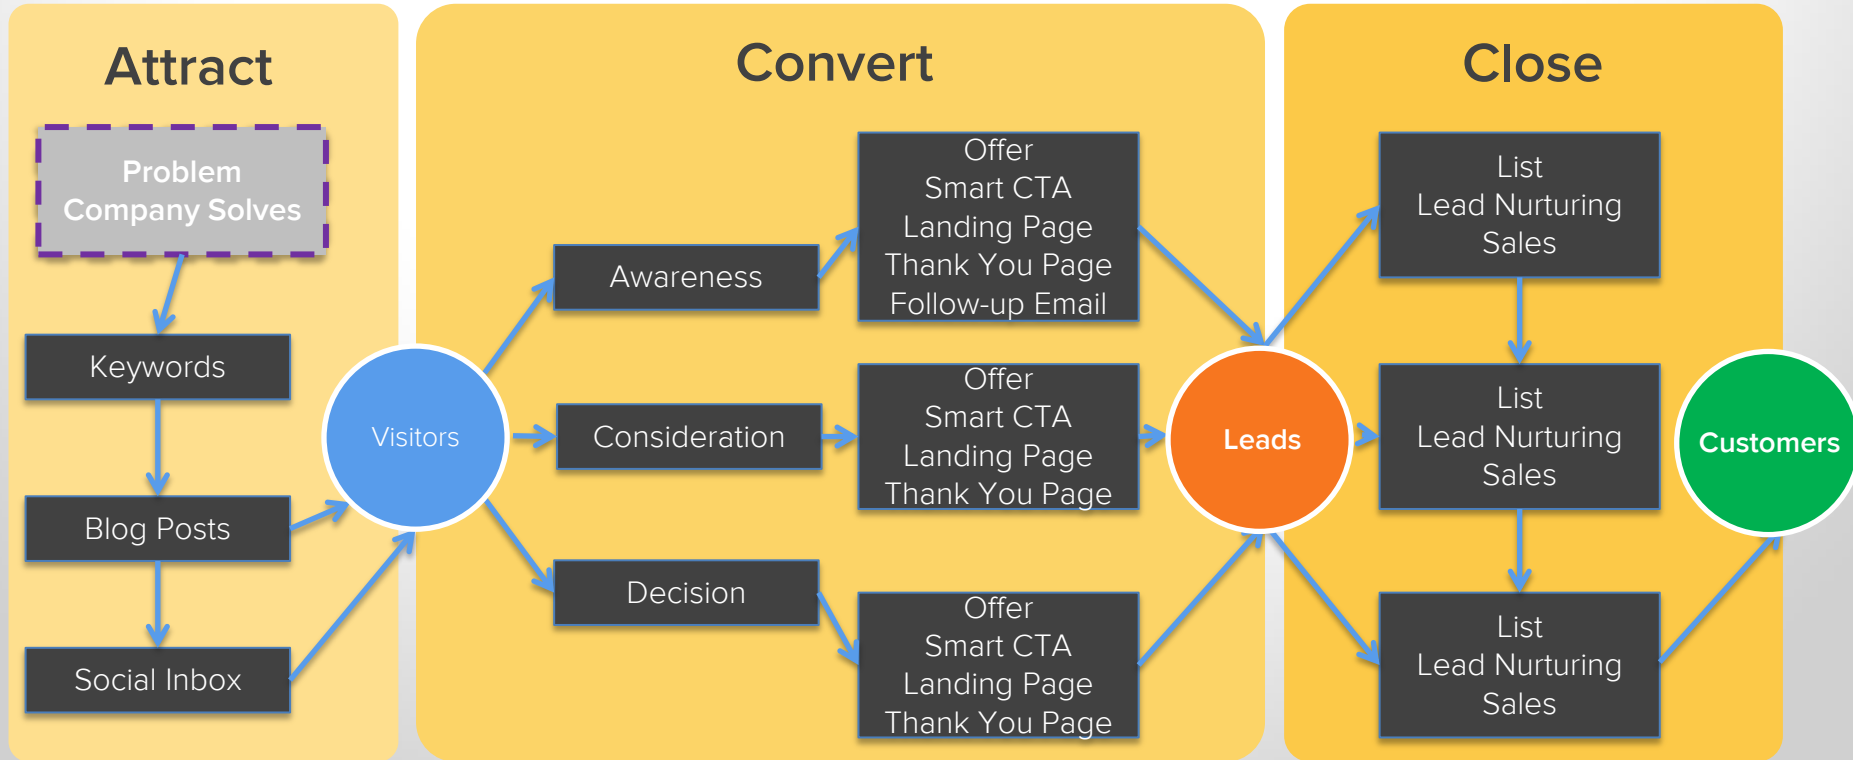 Attract
Problem
Company Solves
Keywords
Blog Posts
Social Inbox
Visitors
Convert
Awareness
Consideration
Decision
Offer
Smart CTA
Landing Page
Thank You Page
Follow-up Email
Offer
Smart CTA
Landing Page
Thank You Page
Offer
Smart CTA
Landing Page
Thank You Page
Leads
Close
List
Lead Nurturing
Sales
List
Lead Nurturing
Sales
List
Lead Nurturing
Sales
Customers